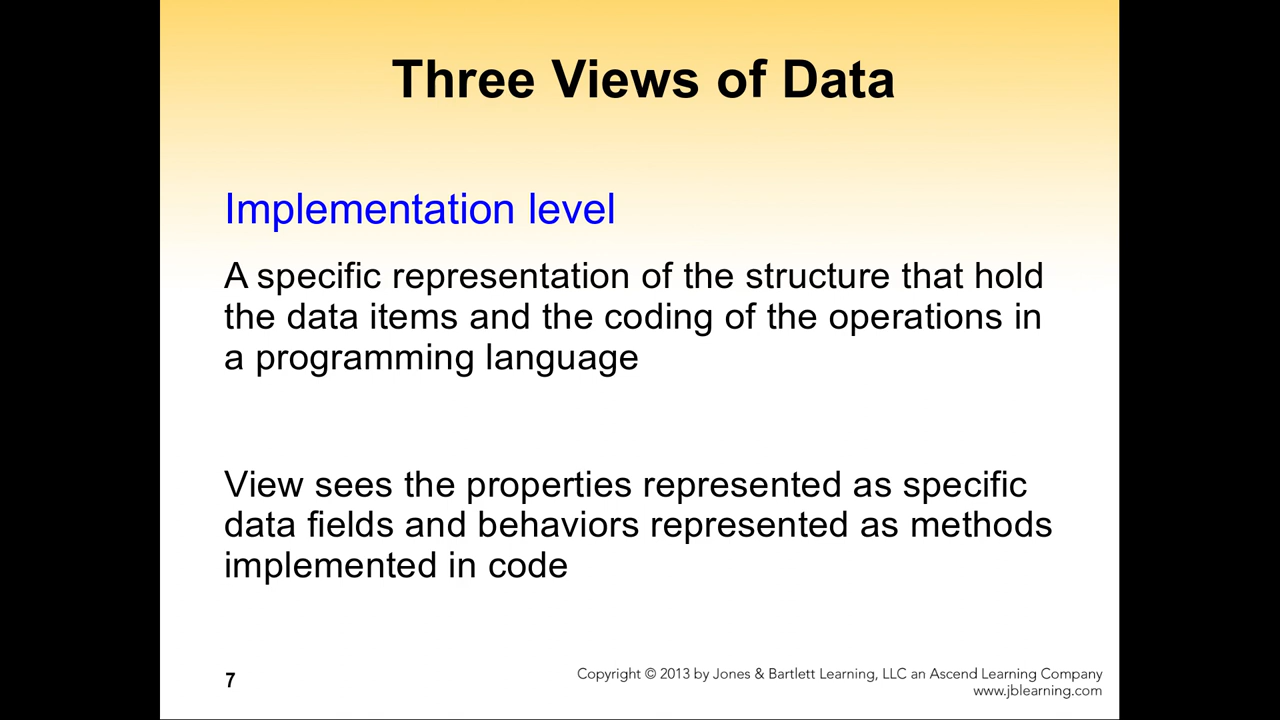 Three Views of Data
Implementation level
A specific representation of the structure that hold
the data items and the coding of the operations in
a programming language
View sees the properties represented as specific
data fields and behaviors represented as methods
implemented in code
7
Copyright © 2013 by Jones & Bartlett Learning, LLC an Ascend Learning Company
www.jblearning.com